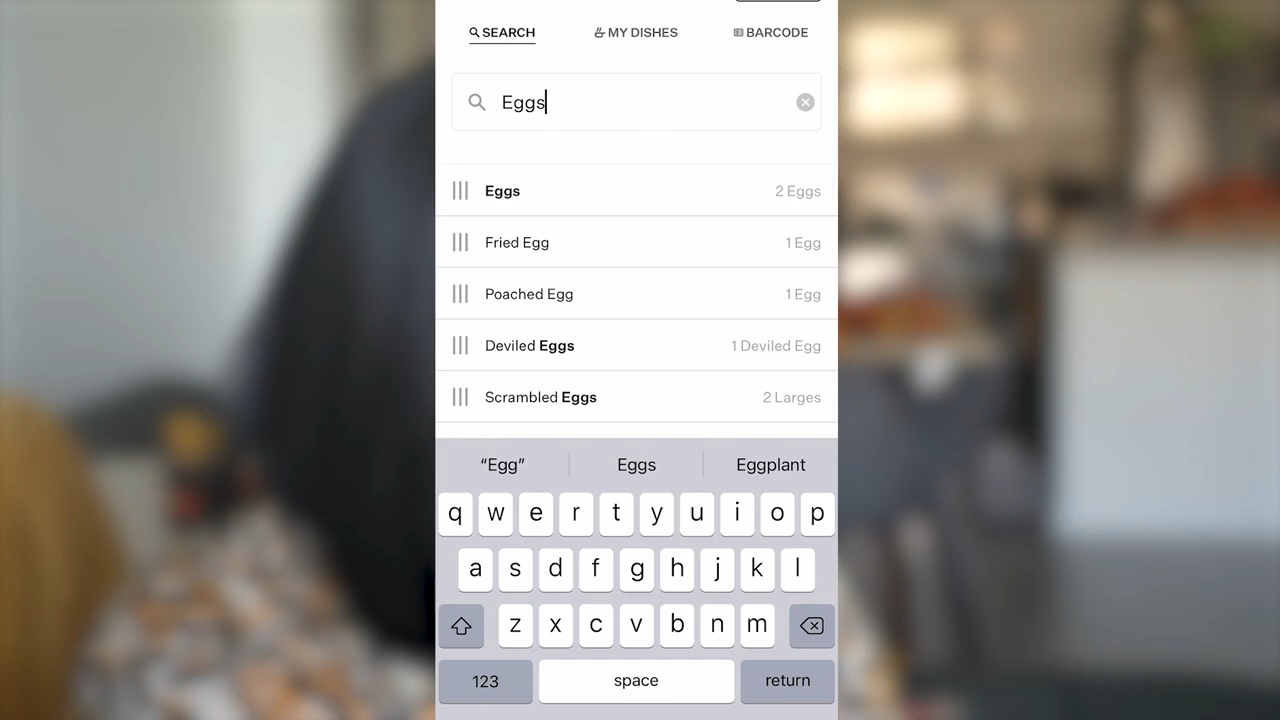 SEARCH MY DISHES BARCODE
Eggs
Eggs 2 Eggs
Fried Egg 1 Egg
Poached Egg 1 Egg
Deviled Eggs 1 Deviled Egg
Scrambled Eggs 2 Larges
“Egg” Eggs Eggplant
q w e r t y u i o p
a s d f g h j k l
z x c v b n m
123 space return